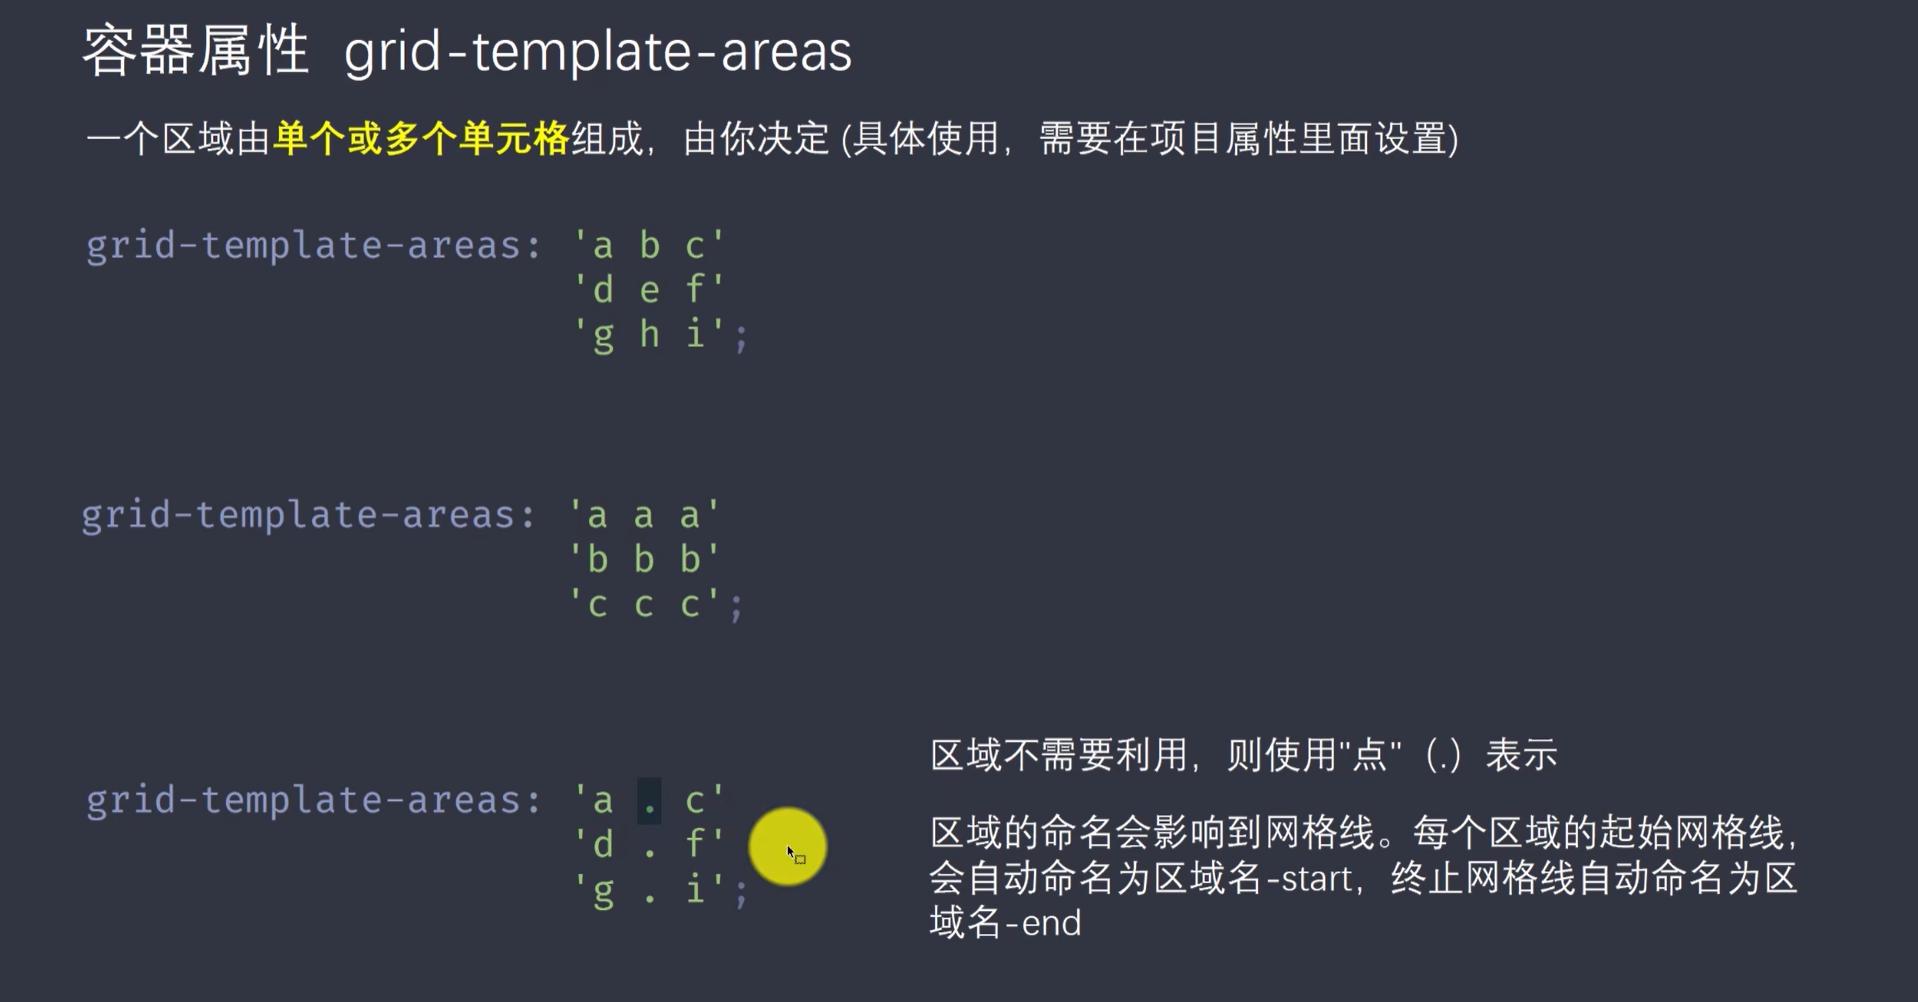 容器属性 grid-template-areas
一个区域由单个或多个单元格组成，由你决定 (具体使用，需要在项目属性里面设置)
grid-template-areas: 'a b c'
'd e f'
'g h i';
grid-template-areas: 'a a a'
'b b b'
'c c c';
grid-template-areas: 'a . c'
'd . f'
'g . i';
区域不需要利用，则使用"点"（.）表示
区域的命名会影响到网格线。每个区域的起始网格线，
会自动命名为区域名-start，终止网格线自动命名为区
域名-end